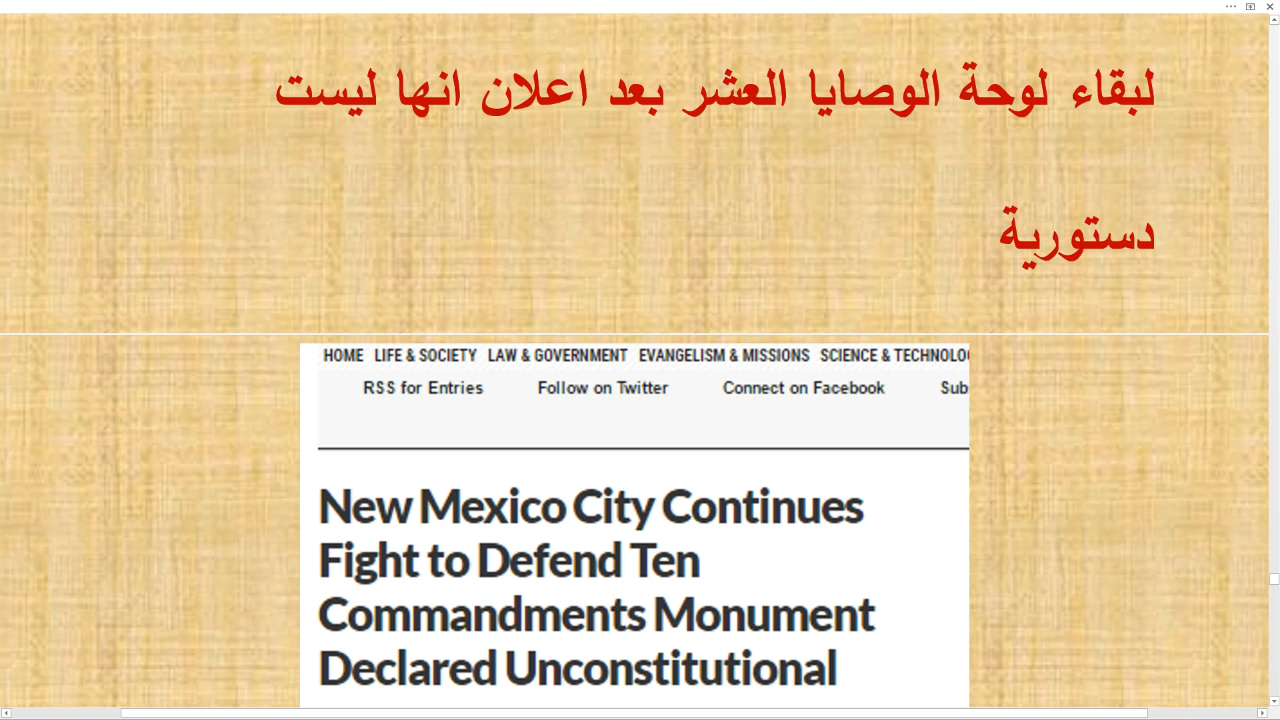 لبقاء لوحة الوصايا العشر بعد اعلان انها ليست
دستورية
HOME LIFE & SOCIETY LAW & GOVERNMENT EVANGELISM & MISSIONS SCIENCE & TECHNOLO
RSS for Entries Follow on Twitter Connect on Facebook Sub
New Mexico City Continues
Fight to Defend Ten
Commandments Monument
Declared Unconstitutional